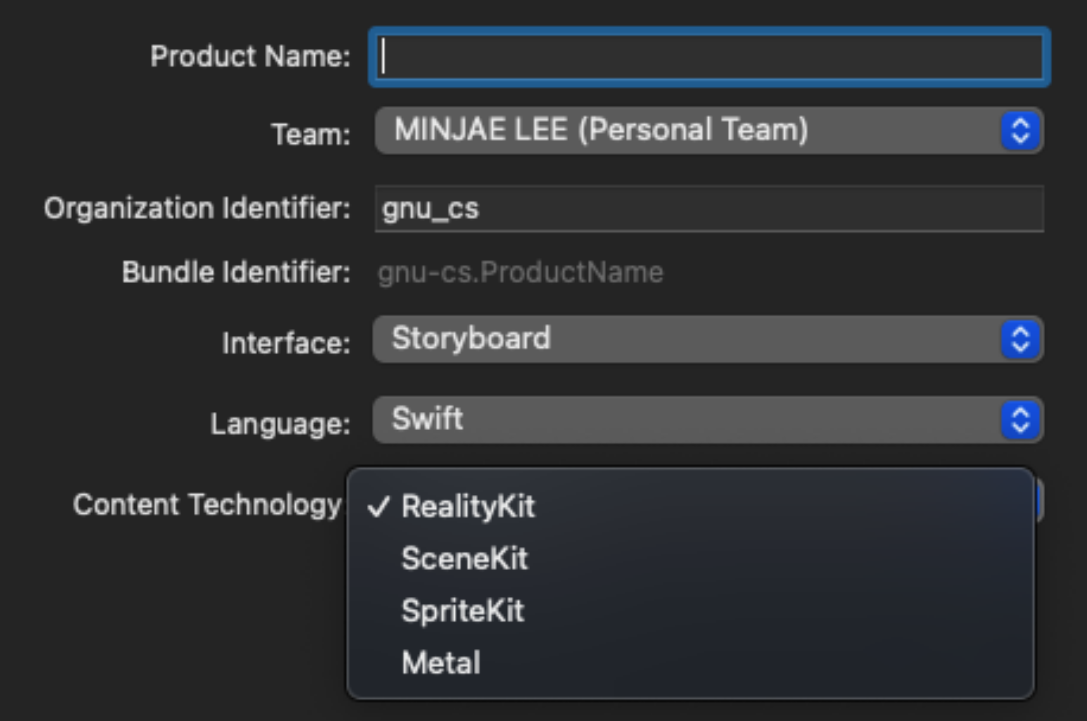 Product Name:
Team: MINJAE LEE (Personal Team)
Organization Identifier: gnu_cs
Bundle Identifier: gnu-cs.ProductName
Interface: Storyboard
Language: Swift
Content Technology ✓ RealityKit
SceneKit
SpriteKit
Metal